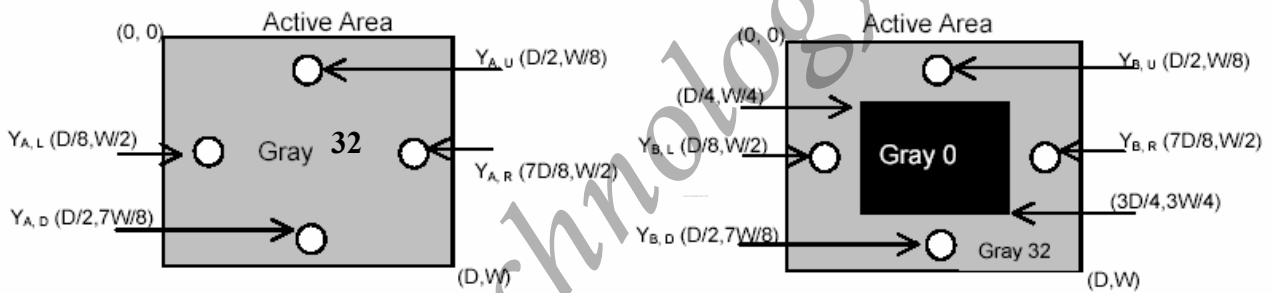 Active Area
(0, 0)
Y_A, U (D/2,W/8)
Y_A, L (D/8,W/2)
Gray 32
Y_A, R (7D/8,W/2)
Y_A, D (D/2,7W/8)
(D,W)
Active Area
(0, 0)
Y_B, U (D/2,W/8)
(D/4,W/4)
Y_B, L (D/8,W/2)
Gray 0
Y_B, R (7D/8,W/2)
(3D/4,3W/4)
Y_B, D (D/2,7W/8)
Gray 32
(D,W)
chnology